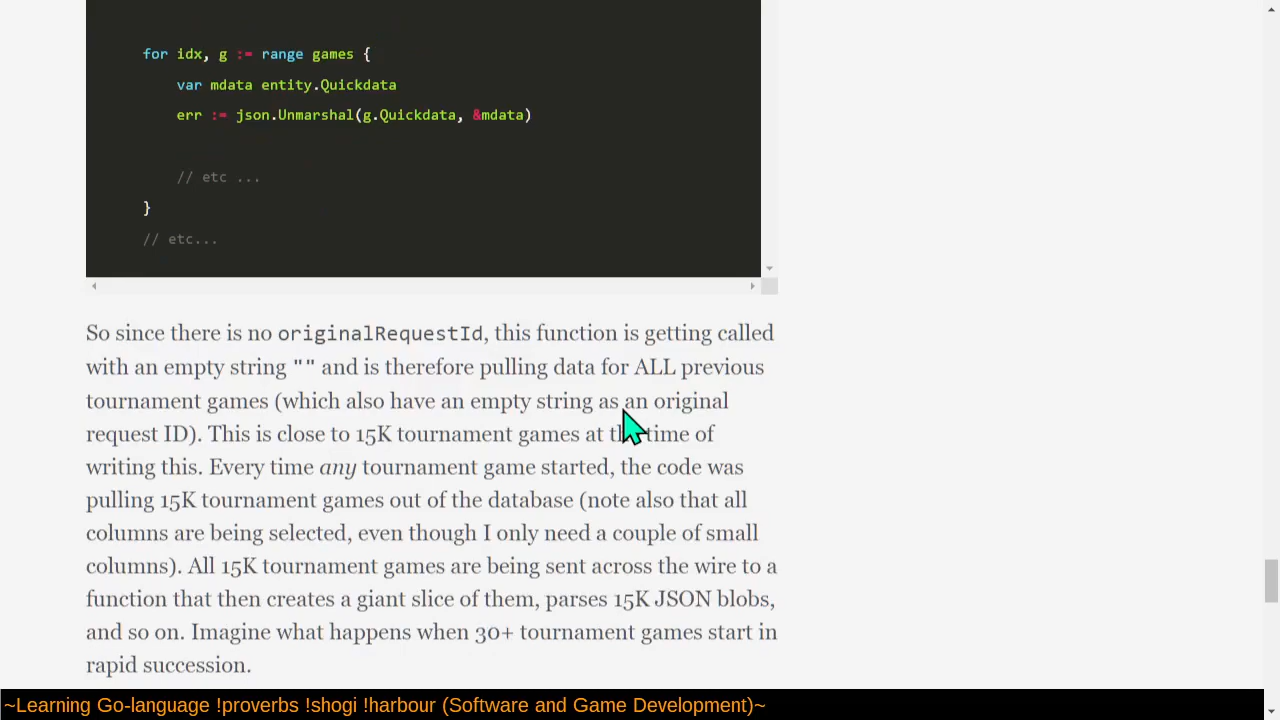 for idx, g := range games {
var mdata entity.Quickdata
err := json.Unmarshal(g.Quickdata, &mdata)
// etc ...
}
// etc...
So since there is no originalRequestId, this function is getting called
with an empty string "" and is therefore pulling data for ALL previous
tournament games (which also have an empty string as an original
request ID). This is close to 15K tournament games at the time of
writing this. Every time any tournament game started, the code was
pulling 15K tournament games out of the database (note also that all
columns are being selected, even though I only need a couple of small
columns). All 15K tournament games are being sent across the wire to a
function that then creates a giant slice of them, parses 15K JSON blobs,
and so on. Imagine what happens when 30+ tournament games start in
rapid succession.
~Learning Go-language !proverbs !shogi !harbour (Software and Game Development)~